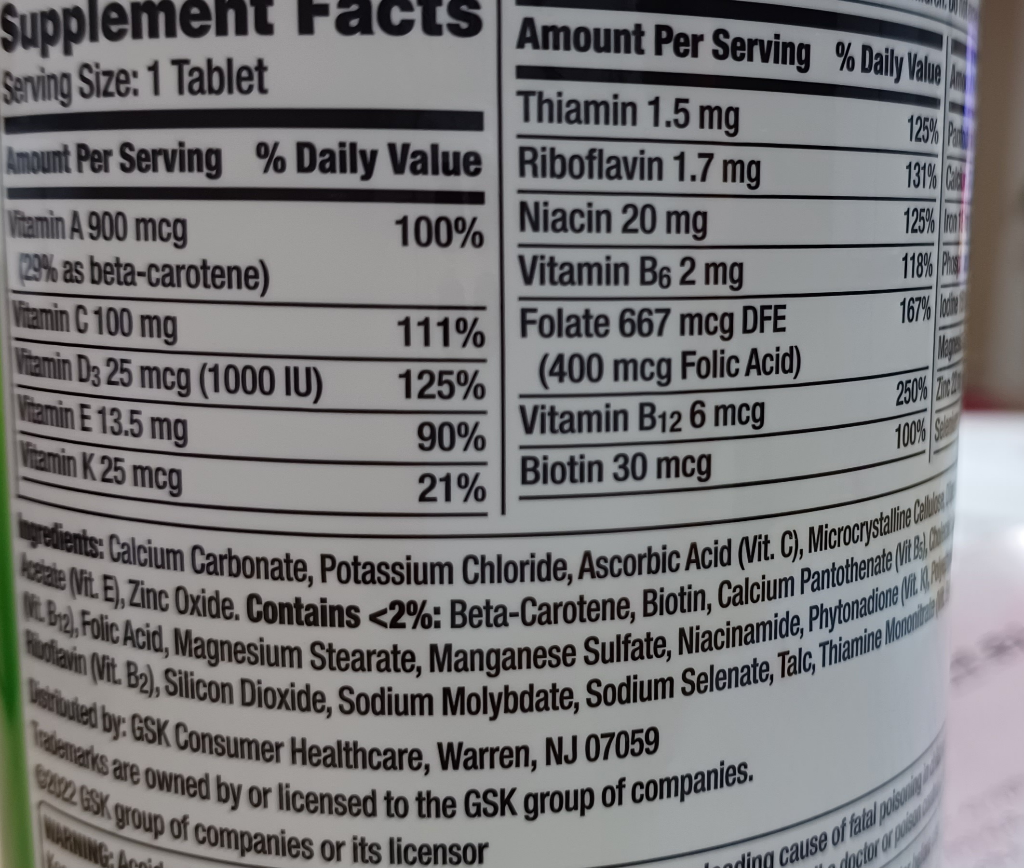 Supplement Facts
Serving Size: 1 Tablet
Amount Per Serving % Daily Value
Vitamin A 900 mcg 100%
(29% as beta-carotene)
Vitamin C 100 mg 111%
Vitamin D3 25 mcg (1000 IU) 125%
Vitamin E 13.5 mg 90%
Vitamin K 25 mcg 21%
Amount Per Serving % Daily Value
Thiamin 1.5 mg 125%
Riboflavin 1.7 mg 131%
Niacin 20 mg 125%
Vitamin B6 2 mg 118%
Folate 667 mcg DFE 167%
(400 mcg Folic Acid)
Vitamin B12 6 mcg 250%
Biotin 30 mcg 100%
Iron
Iodine
Zinc
Ingredients: Calcium Carbonate, Potassium Chloride, Ascorbic Acid (Vit. C), Microcrystalline Cellulose,
Acetate (Vit. E), Zinc Oxide. Contains <2%: Beta-Carotene, Biotin, Calcium Pantothenate (Vit B5),
(Vit. B12), Folic Acid, Magnesium Stearate, Manganese Sulfate, Niacinamide, Phytonadione (Vit. K),
Riboflavin (Vit. B2), Silicon Dioxide, Sodium Molybdate, Sodium Selenate, Talc, Thiamine Mononitrate
Distributed by: GSK Consumer Healthcare, Warren, NJ 07059
Trademarks are owned by or licensed to the GSK group of companies.
©2022 GSK group of companies or its licensor
WARNING:
cause of fatal poisoning
doctor or poison